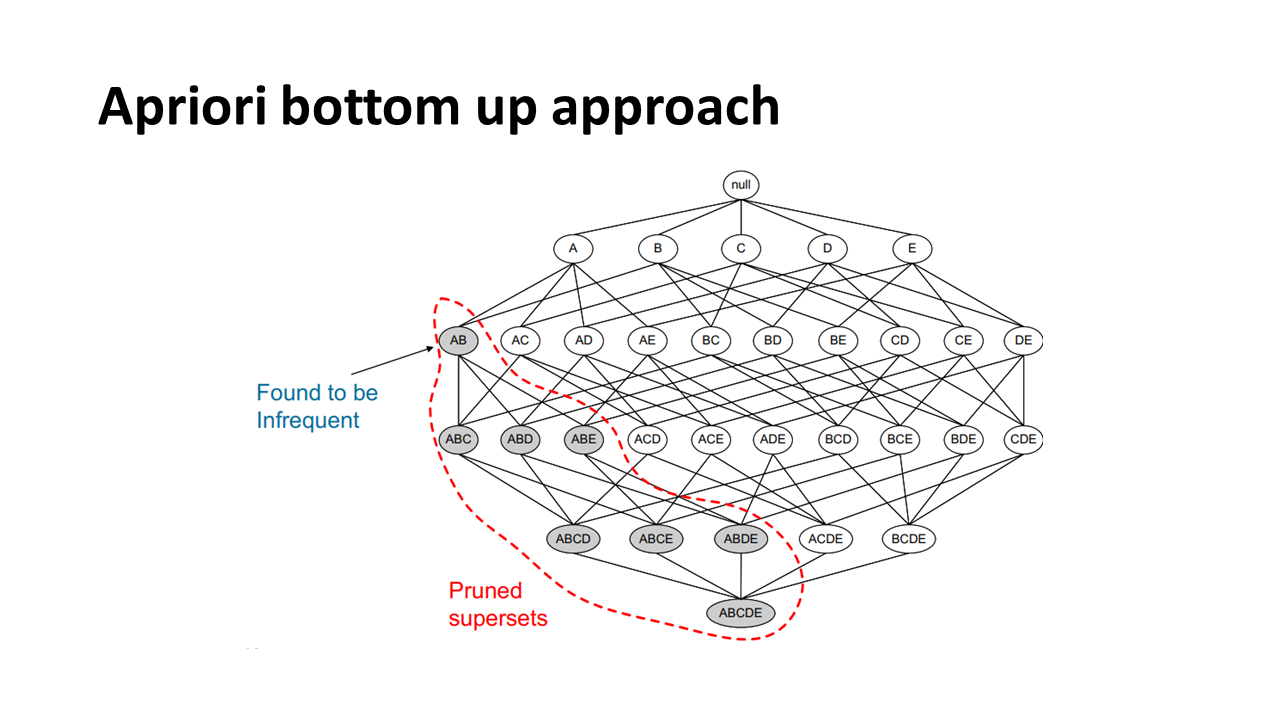 Apriori bottom up approach
null
A B C D E
AB AC AD AE BC BD BE CD CE DE
Found to be
Infrequent
ABC ABD ABE ACD ACE ADE BCD BCE BDE CDE
ABCD ABCE ABDE ACDE BCDE
Pruned
supersets
ABCDE